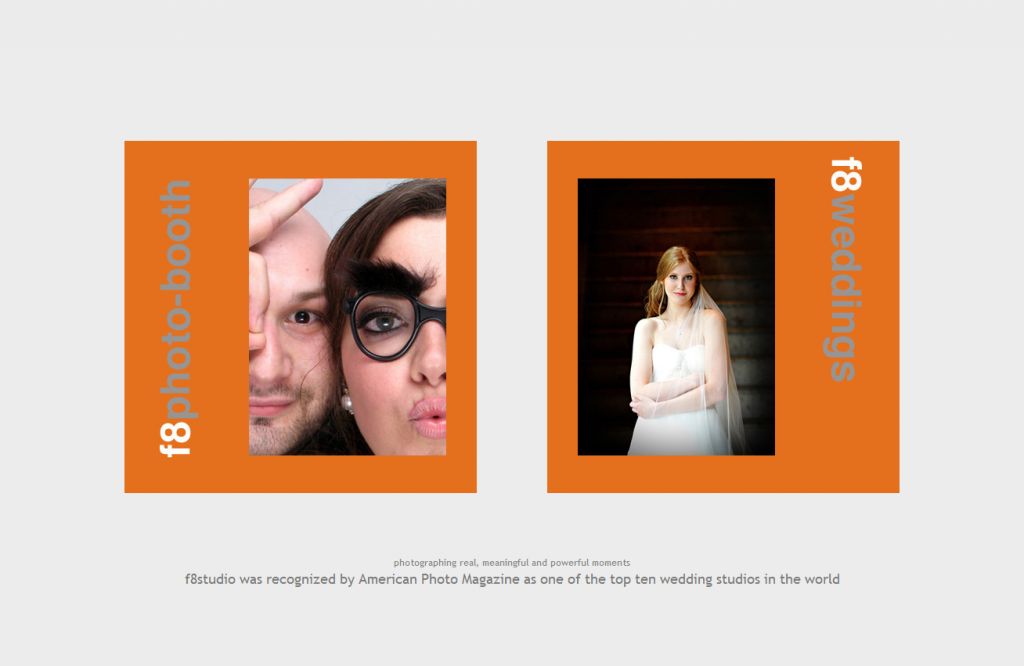 f8photo-booth
f8weddings
photographing real, meaningful and powerful moments
f8studio was recognized by American Photo Magazine as one of the top ten wedding studios in the world